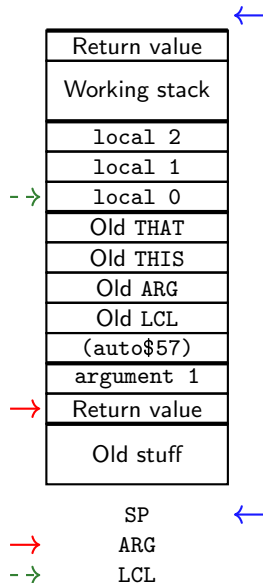 Return value
Working stack
local 2
local 1
local 0
Old THAT
Old THIS
Old ARG
Old LCL
(auto$57)
argument 1
Return value
Old stuff
SP
ARG
LCL